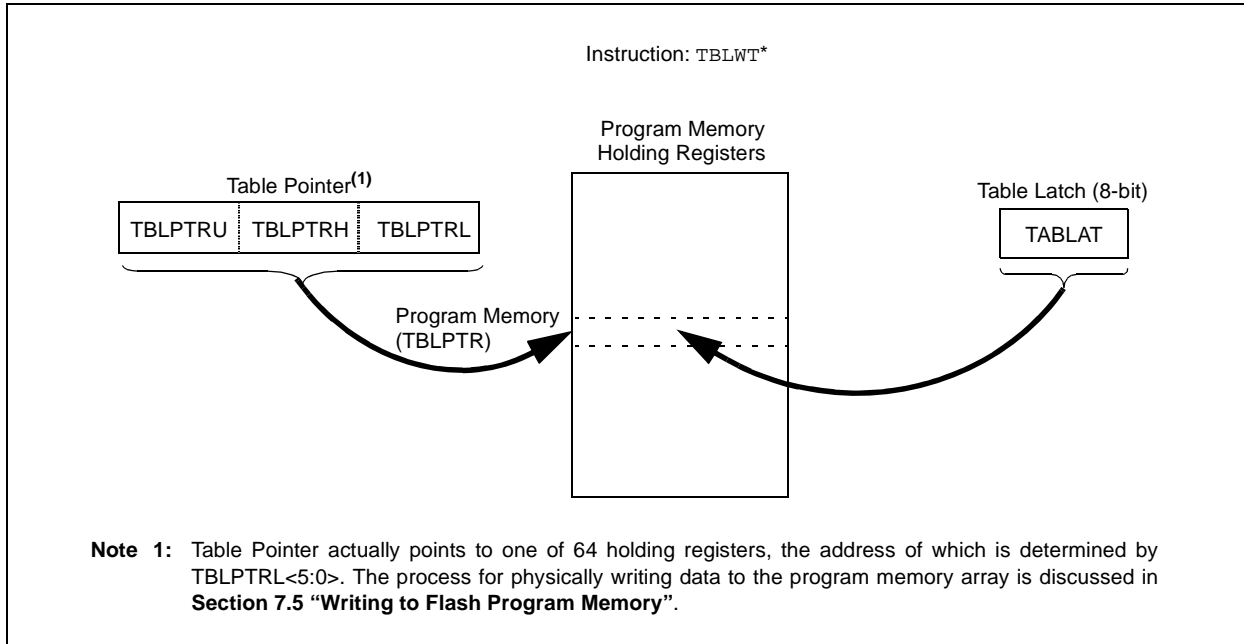 Instruction: TBLWT*
Program Memory
Holding Registers
Table Pointer(1)
Table Latch (8-bit)
TBLPTRU TBLPTRH TBLPTRL
TABLAT
Program Memory
(TBLPTR)
Note 1: Table Pointer actually points to one of 64 holding registers, the address of which is determined by
TBLPTRL<5:0>. The process for physically writing data to the program memory array is discussed in
Section 7.5 “Writing to Flash Program Memory”.